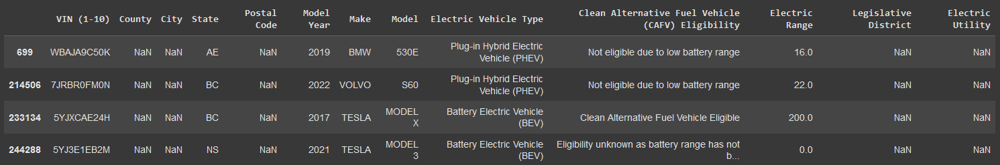 VIN (1-10) County City State Postal Code Model Year Make Model Electric Vehicle Type Clean Alternative Fuel Vehicle (CAFV) Eligibility Electric Range Legislative District Electric Utility
699 WBAJA9C50K NaN NaN AE NaN 2019 BMW 530E Plug-in Hybrid Electric Vehicle (PHEV) Not eligible due to low battery range 16.0 NaN NaN
214506 7JRBR0FM0N NaN NaN BC NaN 2022 VOLVO S60 Plug-in Hybrid Electric Vehicle (PHEV) Not eligible due to low battery range 22.0 NaN NaN
233134 5YJXCAE24H NaN NaN BC NaN 2017 TESLA MODEL X Battery Electric Vehicle (BEV) Clean Alternative Fuel Vehicle Eligible 200.0 NaN NaN
244288 5YJ3E1EB2M NaN NaN NS NaN 2021 TESLA MODEL 3 Battery Electric Vehicle (BEV) Eligibility unknown as battery range has not b... 0.0 NaN NaN